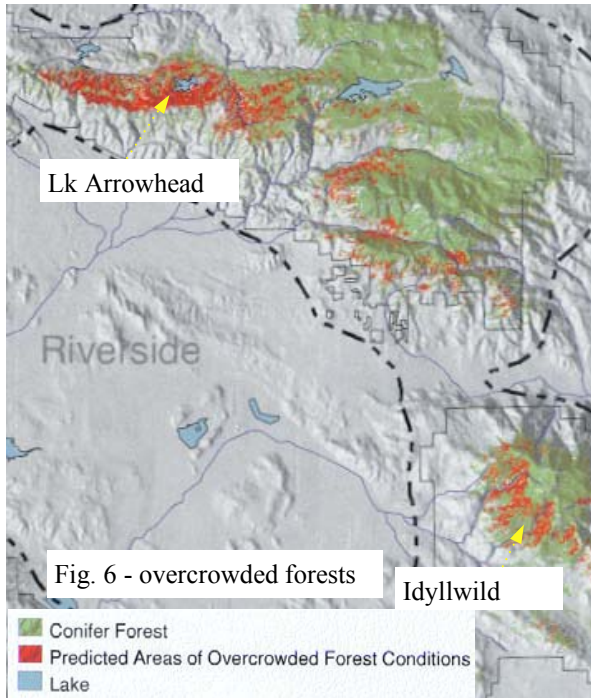 Lk Arrowhead
Riverside
Fig. 6 - overcrowded forests
Idyllwild
Conifer Forest
Predicted Areas of Overcrowded Forest Conditions
Lake